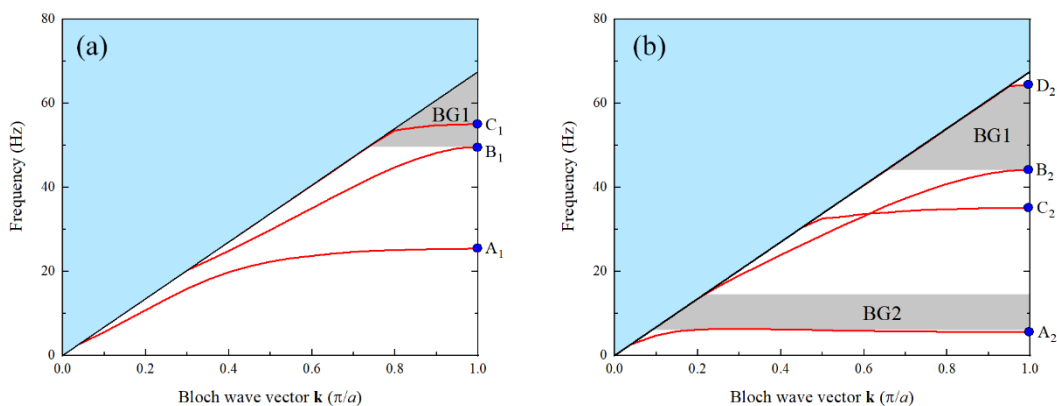 (a)
80
60
40
20
0
Frequency (Hz)
BG1
C1
B1
A1
0.0 0.2 0.4 0.6 0.8 1.0
Bloch wave vector k (π/a)
(b)
80
60
40
20
0
Frequency (Hz)
D2
BG1
B2
C2
BG2
A2
0.0 0.2 0.4 0.6 0.8 1.0
Bloch wave vector k (π/a)